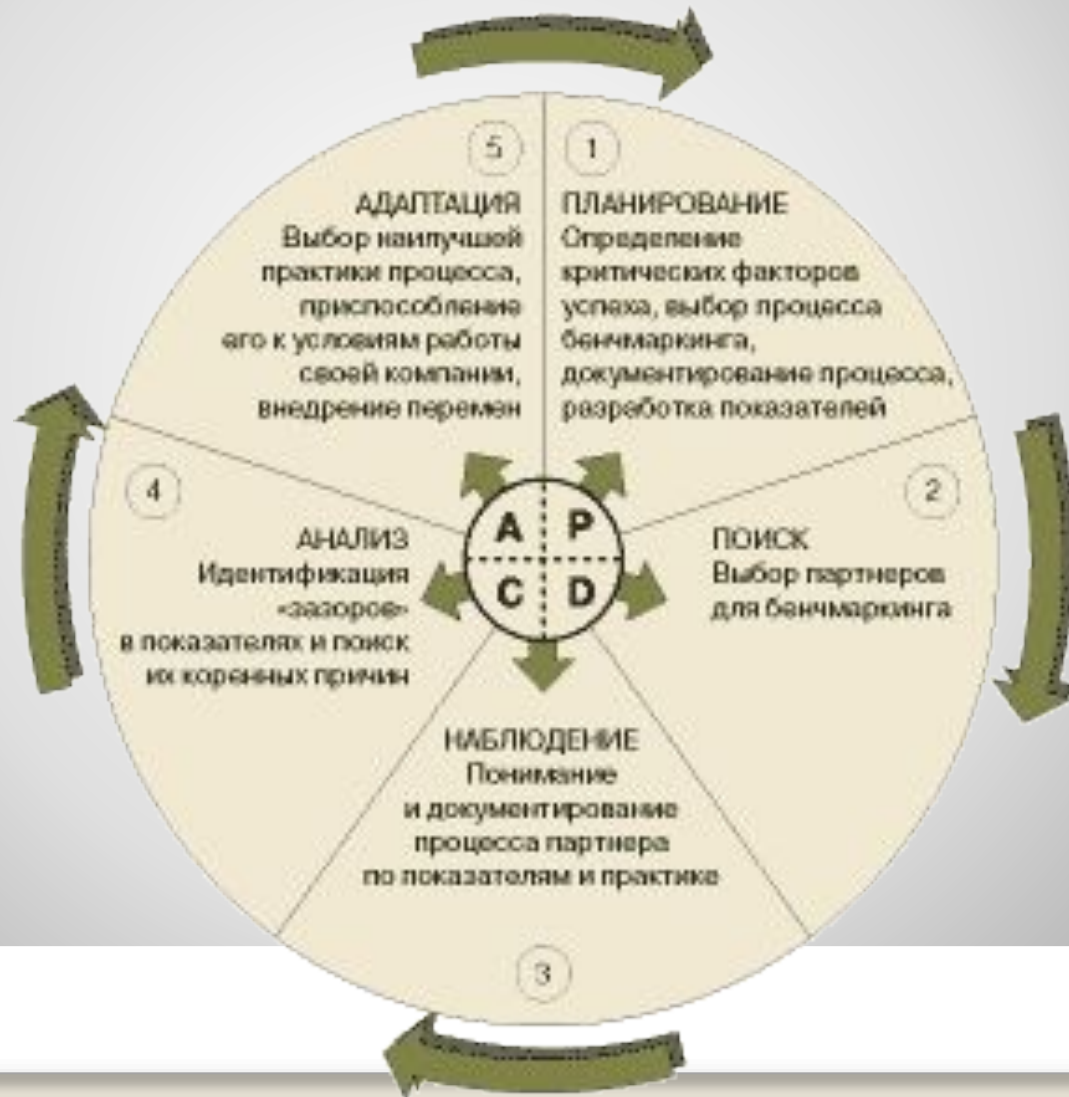 5
АДАПТАЦИЯ
Выбор наилучшей
практики процесса,
приспособление
его к условиям работы
своей компании,
внедрение перемен
1
ПЛАНИРОВАНИЕ
Определение
критических факторов
успеха, выбор процесса
бенчмаркинга,
документирование процесса,
разработка показателей
2
ПОИСК
Выбор партнеров
для бенчмаркинга
3
НАБЛЮДЕНИЕ
Понимание
и документирование
процесса партнера
по показателям и практике
4
АНАЛИЗ
Идентификация
«зазоров»
в показателях и поиск
их коренных причин
A P
C D